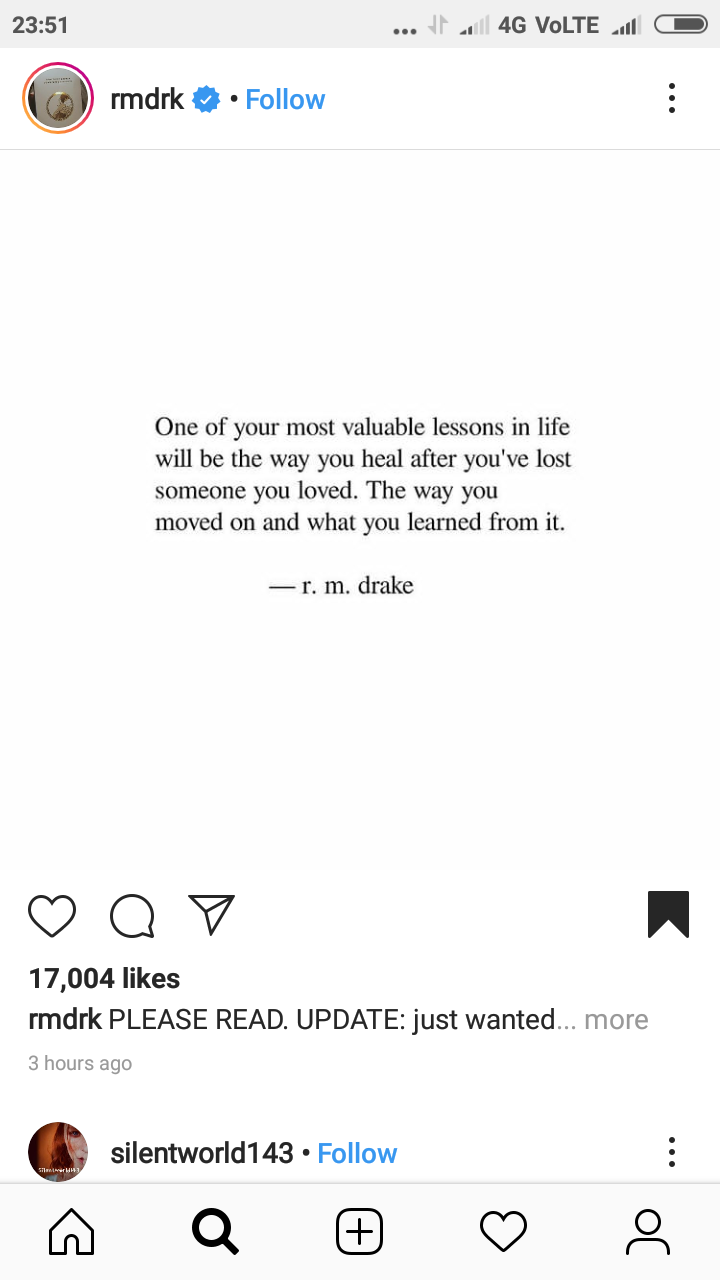 23:51
... 4G VoLTE
rmdrk • Follow
One of your most valuable lessons in life
will be the way you heal after you've lost
someone you loved. The way you
moved on and what you learned from it.
— r. m. drake
17,004 likes
rmdrk PLEASE READ. UPDATE: just wanted... more
3 hours ago
silentworld143 • Follow